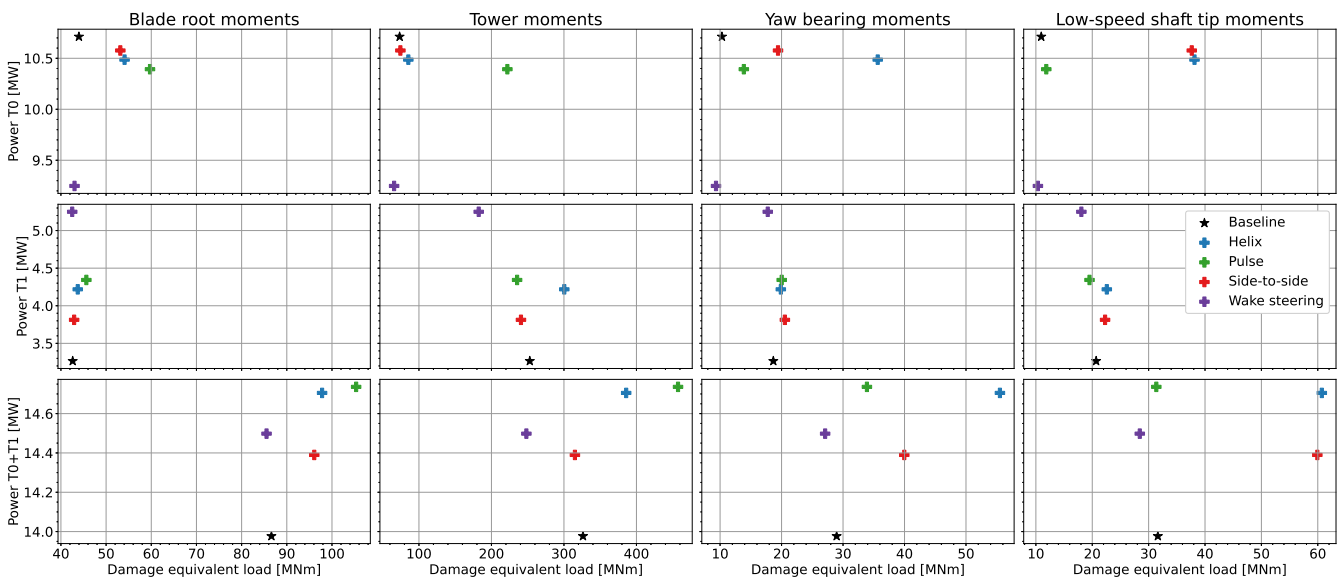 Blade root moments
Tower moments
Yaw bearing moments
Low-speed shaft tip moments
Power T0 [MW]
10.5
10.0
9.5
Power T1 [MW]
5.0
4.5
4.0
3.5
Baseline
Helix
Pulse
Side-to-side
Wake steering
Power T0+T1 [MW]
14.6
14.4
14.2
14.0
40 50 60 70 80 90 100
100 200 300 400
10 20 30 40 50
10 20 30 40 50 60
Damage equivalent load [MNm]
Damage equivalent load [MNm]
Damage equivalent load [MNm]
Damage equivalent load [MNm]